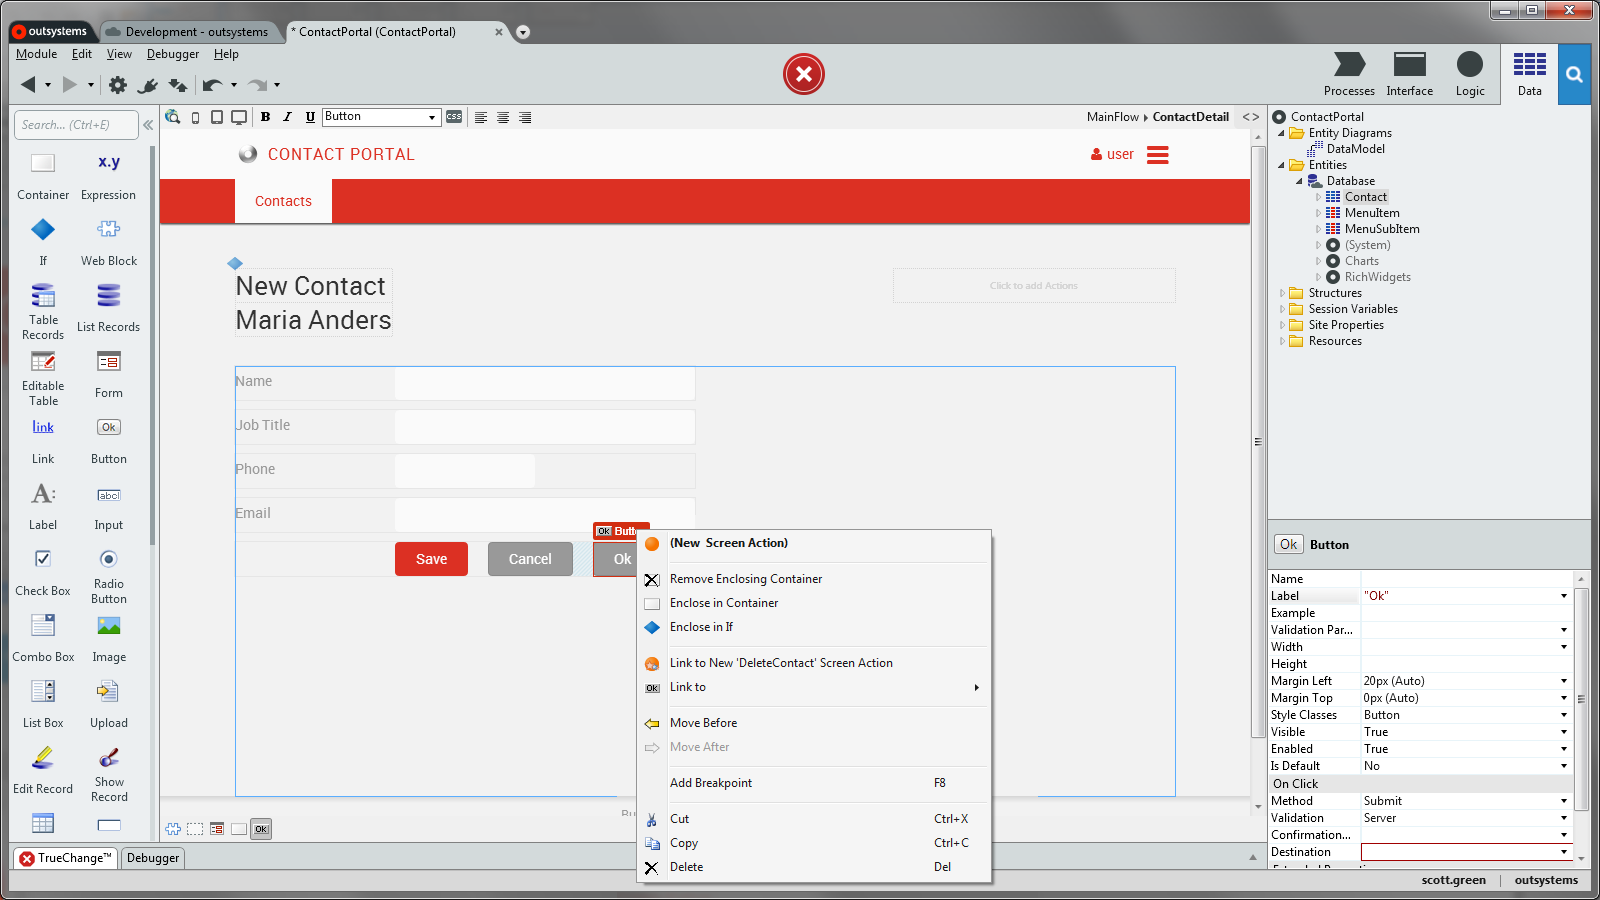 outsystems
Development - outsystems
* ContactPortal (ContactPortal)
Module Edit View Debugger Help
Processes Interface Logic Data
Search... (Ctrl+E)
B I U Button CSS
MainFlow ContactDetail
Container
x.y
Expression
If
Web Block
Table Records
List Records
Editable Table
Form
link
Link
Ok
Button
A:
Label
abc
Input
Check Box
Radio Button
Combo Box
Image
List Box
Upload
Edit Record
Show Record
CONTACT PORTAL
user
Contacts
New Contact
Maria Anders
Click to add Actions
Name
Job Title
Phone
Email
Ok Butt
Save
Cancel
Ok
(New Screen Action)
Remove Enclosing Container
Enclose in Container
Enclose in If
Link to New 'DeleteContact' Screen Action
Ok Link to
Move Before
Move After
Add Breakpoint F8
Cut Ctrl+X
Copy Ctrl+C
Delete Del
Bu
Ok
ContactPortal
Entity Diagrams
DataModel
Entities
Database
Contact
MenuItem
MenuSubItem
(System)
Charts
RichWidgets
Structures
Session Variables
Site Properties
Resources
Ok Button
Name
Label "Ok"
Example
Validation Par...
Width
Height
Margin Left 20px (Auto)
Margin Top 0px (Auto)
Style Classes Button
Visible True
Enabled True
Is Default No
On Click
Method Submit
Validation Server
Confirmation...
Destination
TrueChange™
Debugger
scott.green | outsystems